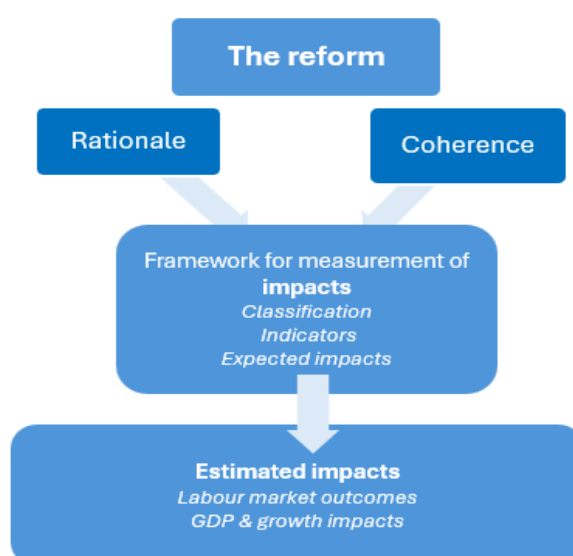 The reform
Rationale
Coherence
Framework for measurement of
impacts
Classification
Indicators
Expected impacts
Estimated impacts
Labour market outcomes
GDP & growth impacts